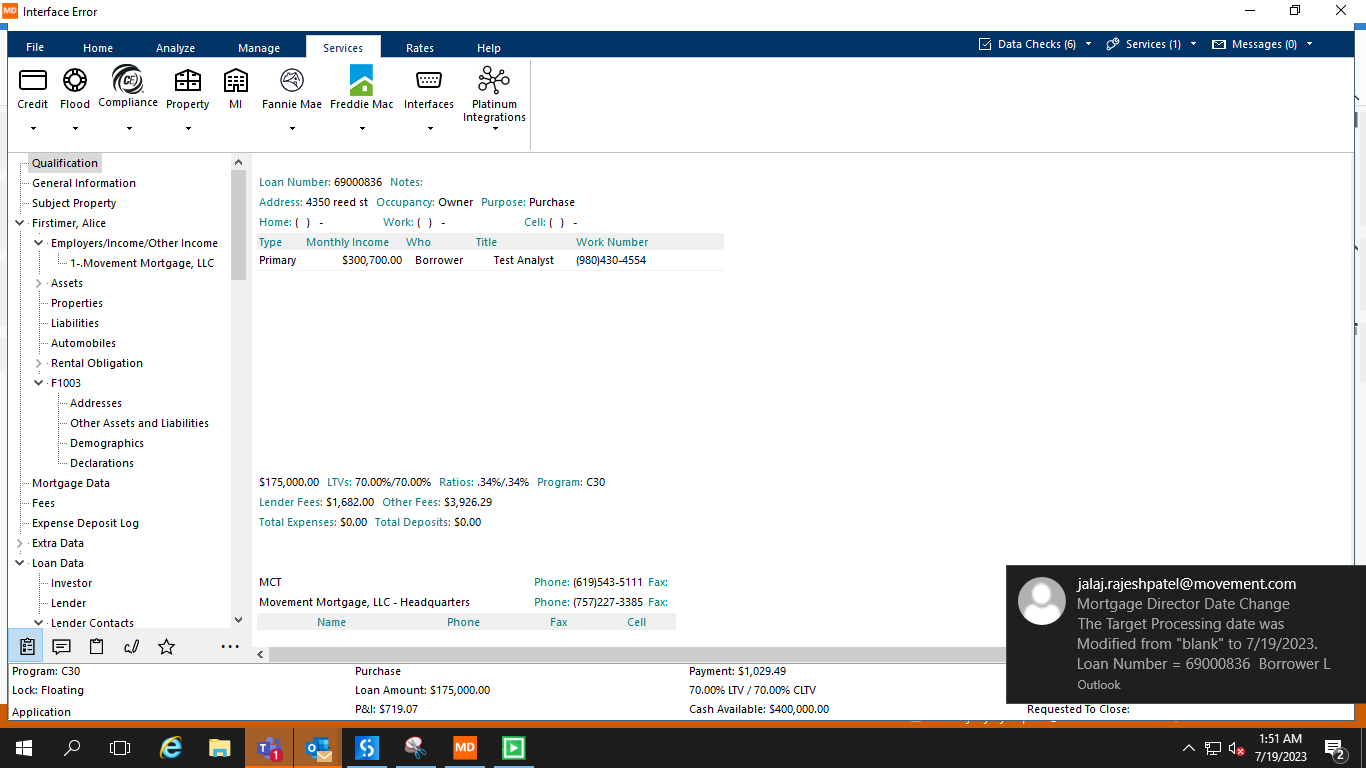 MD Interface Error
File Home Analyze Manage Services Rates Help Data Checks (6) Services (1) Messages (0)
Credit Flood Compliance Property MI Fannie Mae Freddie Mac Interfaces Platinum Integrations
Qualification
General Information
Subject Property
Firstimer, Alice
Employers/Income/Other Income
1-.Movement Mortgage, LLC
Assets
Properties
Liabilities
Automobiles
Rental Obligation
F1003
Addresses
Other Assets and Liabilities
Demographics
Declarations
Mortgage Data
Fees
Expense Deposit Log
Extra Data
Loan Data
Investor
Lender
Lender Contacts
Loan Number: 69000836 Notes:
Address: 4350 reed st Occupancy: Owner Purpose: Purchase
Home: ( ) - Work: ( ) - Cell: ( ) -
Type Monthly Income Who Title Work Number
Primary $300,700.00 Borrower Test Analyst (980)430-4554
$175,000.00 LTVs: 70.00%/70.00% Ratios: .34%/.34% Program: C30
Lender Fees: $1,682.00 Other Fees: $3,926.29
Total Expenses: $0.00 Total Deposits: $0.00
MCT Phone: (619)543-5111 Fax:
Movement Mortgage, LLC - Headquarters Phone: (757)227-3385 Fax:
Name Phone Fax Cell
jalaj.rajeshpatel@movement.com
Mortgage Director Date Change
The Target Processing date was
Modified from "blank" to 7/19/2023.
Loan Number = 69000836 Borrower L
Outlook
Program: C30 Purchase Payment: $1,029.49
Lock: Floating Loan Amount: $175,000.00 70.00% LTV / 70.00% CLTV
Application P&I: $719.07 Cash Available: $400,000.00 Requested To Close:
1 MD 1:51 AM
7/19/2023 2